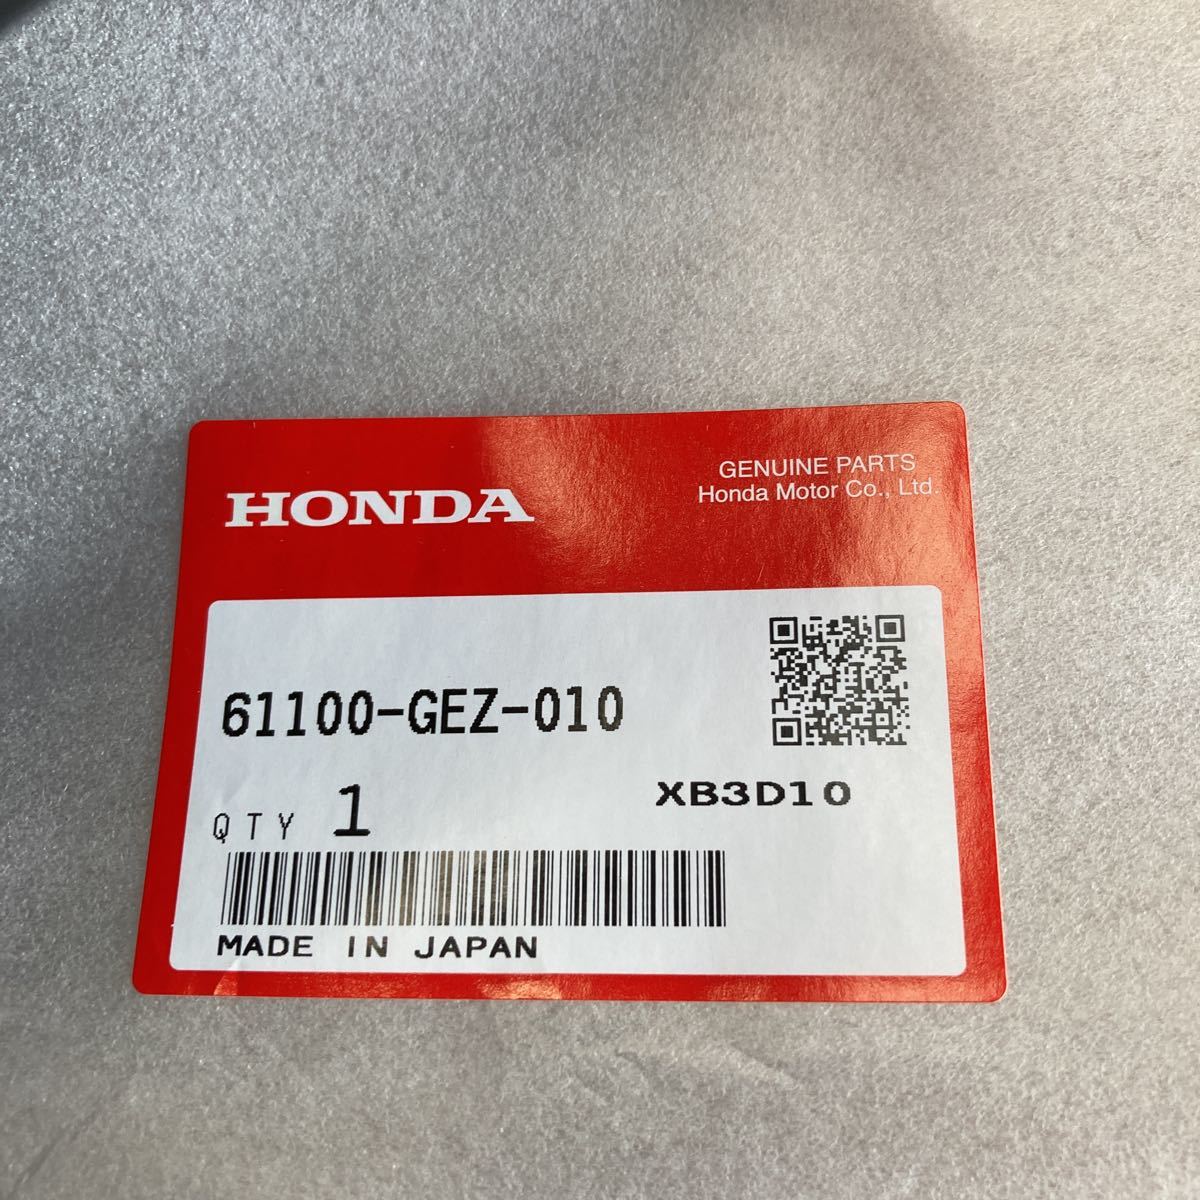 HONDA
GENUINE PARTS
Honda Motor Co., Ltd.
61100-GEZ-010
XB3D10
QTY 1
MADE IN JAPAN